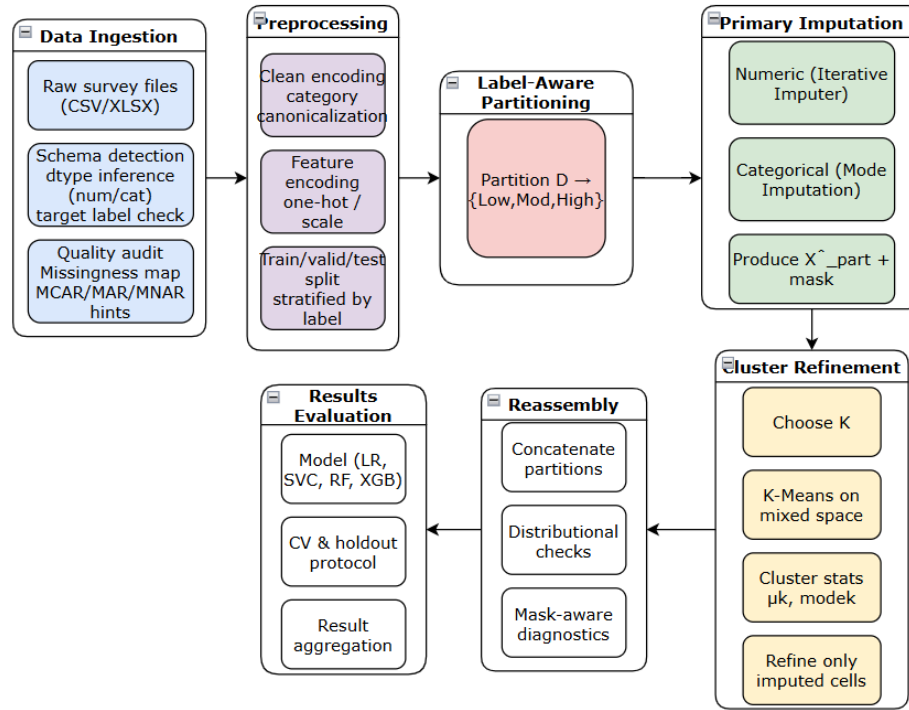 Data Ingestion
Raw survey files
(CSV/XLSX)
Schema detection
dtype inference
(num/cat)
target label check
Quality audit
Missingness map
MCAR/MAR/MNAR
hints
Preprocessing
Clean encoding
category
canonicalization
Feature
encoding
one-hot /
scale
Train/valid/test
split
stratified by
label
Label-Aware
Partitioning
Partition D →
{Low,Mod,High}
Primary Imputation
Numeric (Iterative
Imputer)
Categorical (Mode
Imputation)
Produce Xˆ_part +
mask
Cluster Refinement
Choose K
K-Means on
mixed space
Cluster stats
μk, modek
Refine only
imputed cells
Reassembly
Concatenate
partitions
Distributional
checks
Mask-aware
diagnostics
Results
Evaluation
Model (LR,
SVC, RF, XGB)
CV & holdout
protocol
Result
aggregation